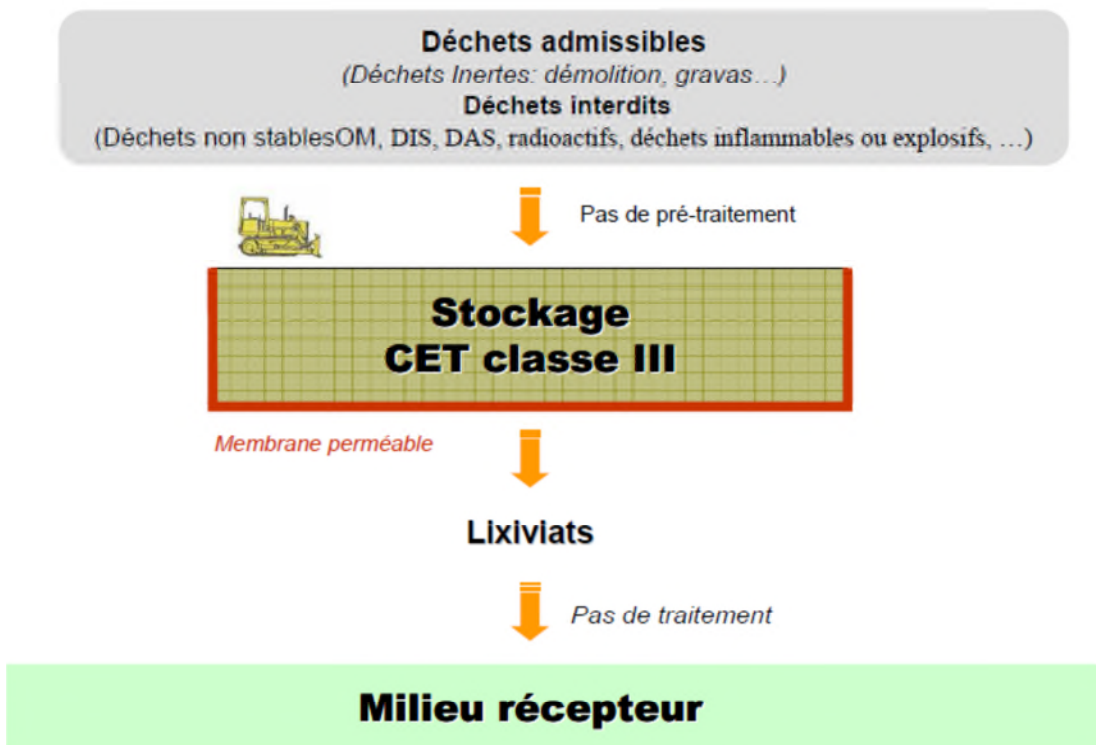 Déchets admissibles
(Déchets Inertes: démolition, gravas…)
Déchets interdits
(Déchets non stablesOM, DIS, DAS, radioactifs, déchets inflammables ou explosifs, …)
Pas de pré-traitement
Stockage
CET classe III
Membrane perméable
Lixiviats
Pas de traitement
Milieu récepteur